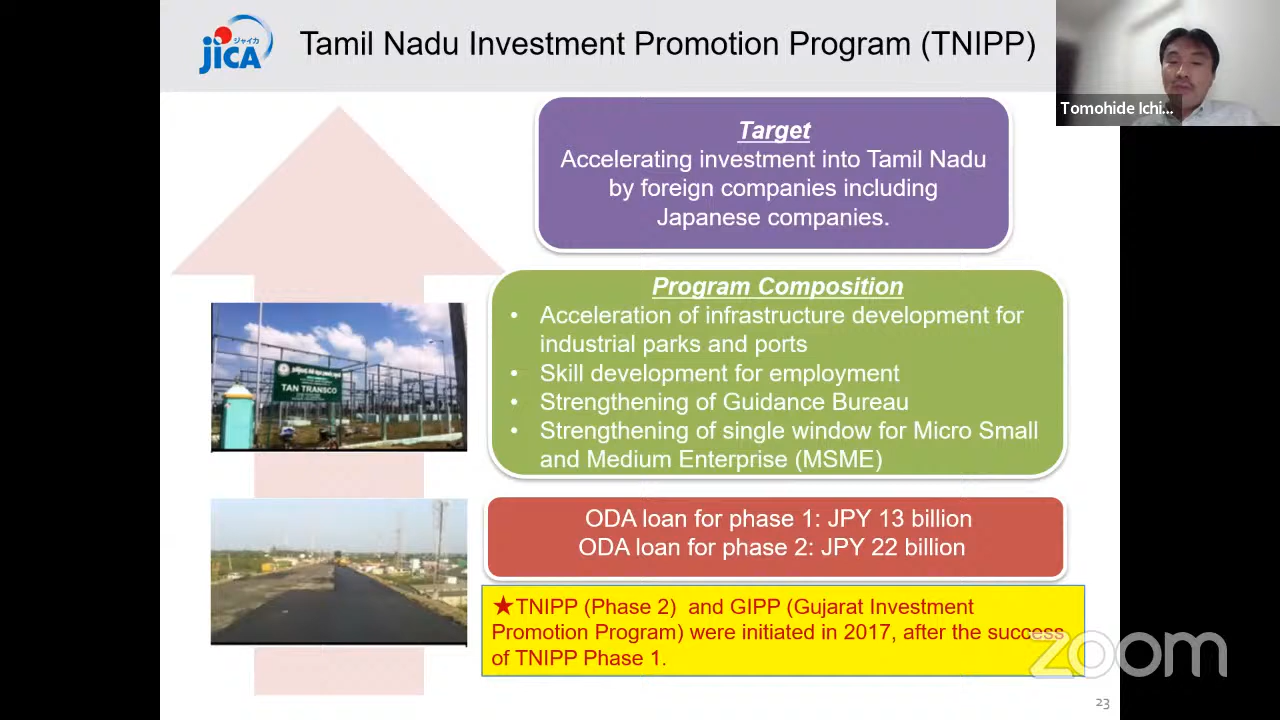 ジャイカ
JICA
Tamil Nadu Investment Promotion Program (TNIPP)
Tomohide Ichi...
Target
Accelerating investment into Tamil Nadu
by foreign companies including
Japanese companies.
Program Composition
• Acceleration of infrastructure development for
industrial parks and ports
• Skill development for employment
• Strengthening of Guidance Bureau
• Strengthening of single window for Micro Small
and Medium Enterprise (MSME)
TAN TRANSCO
ODA loan for phase 1: JPY 13 billion
ODA loan for phase 2: JPY 22 billion
★TNIPP (Phase 2) and GIPP (Gujarat Investment
Promotion Program) were initiated in 2017, after the success
of TNIPP Phase 1.
zoom
23